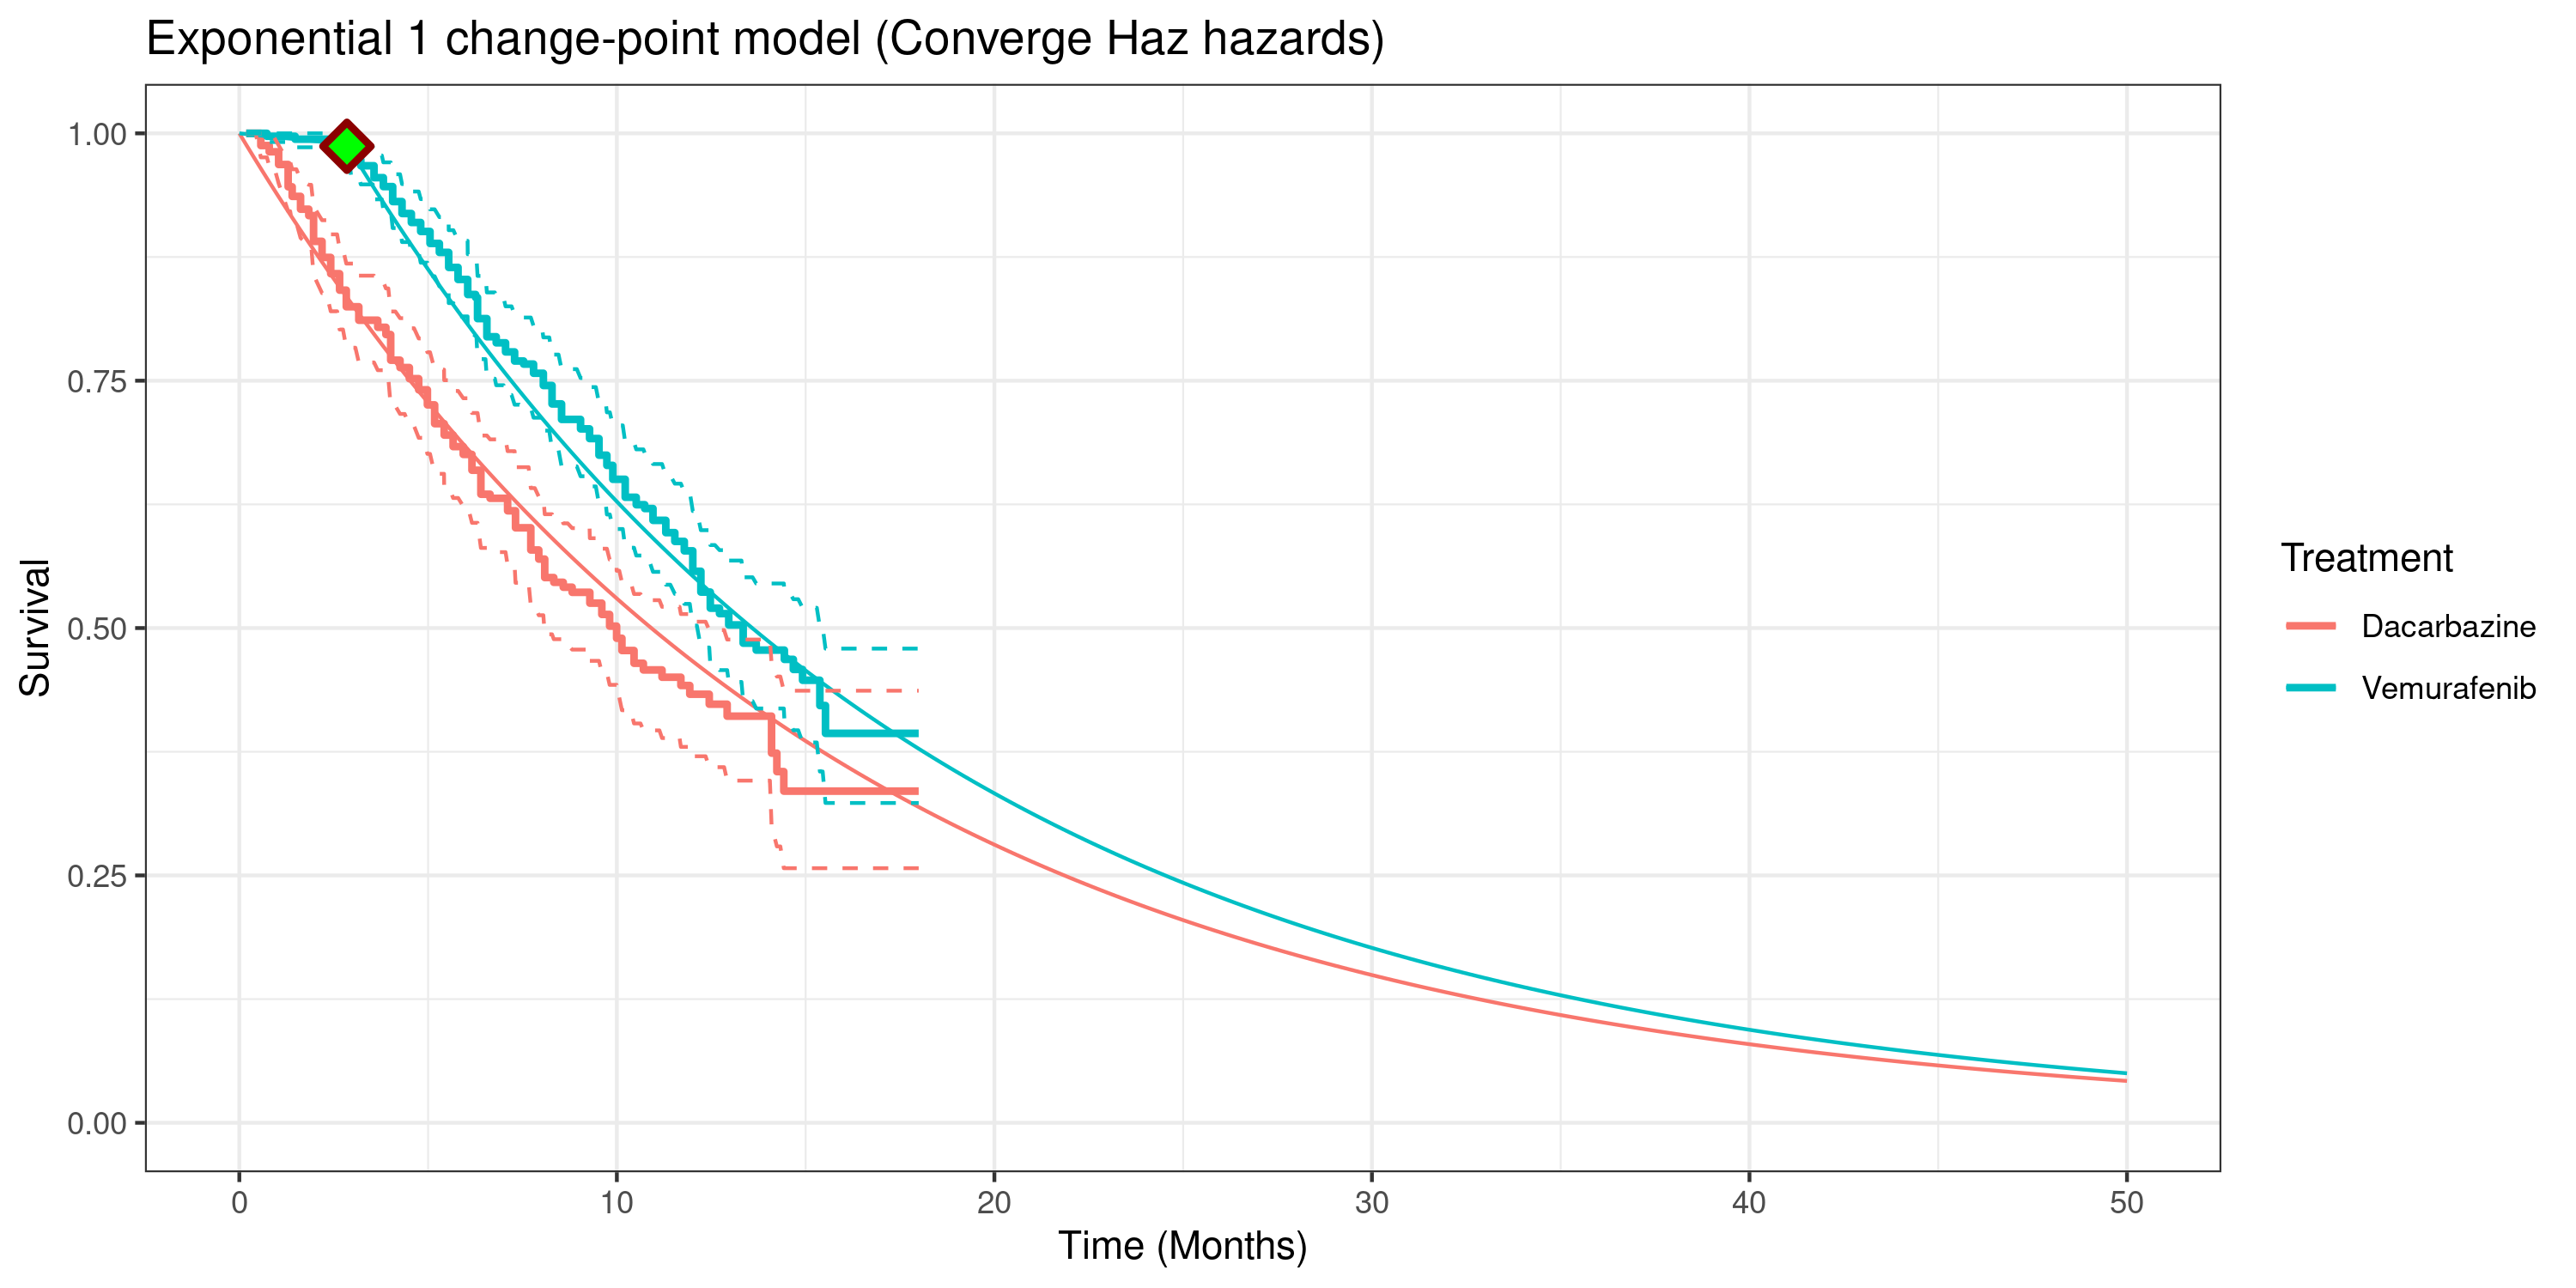 Exponential 1 change-point model (Converge Haz hazards)
1.00
0.75
0.50
0.25
0.00
Survival
0 10 20 30 40 50
Time (Months)
Treatment
Dacarbazine
Vemurafenib